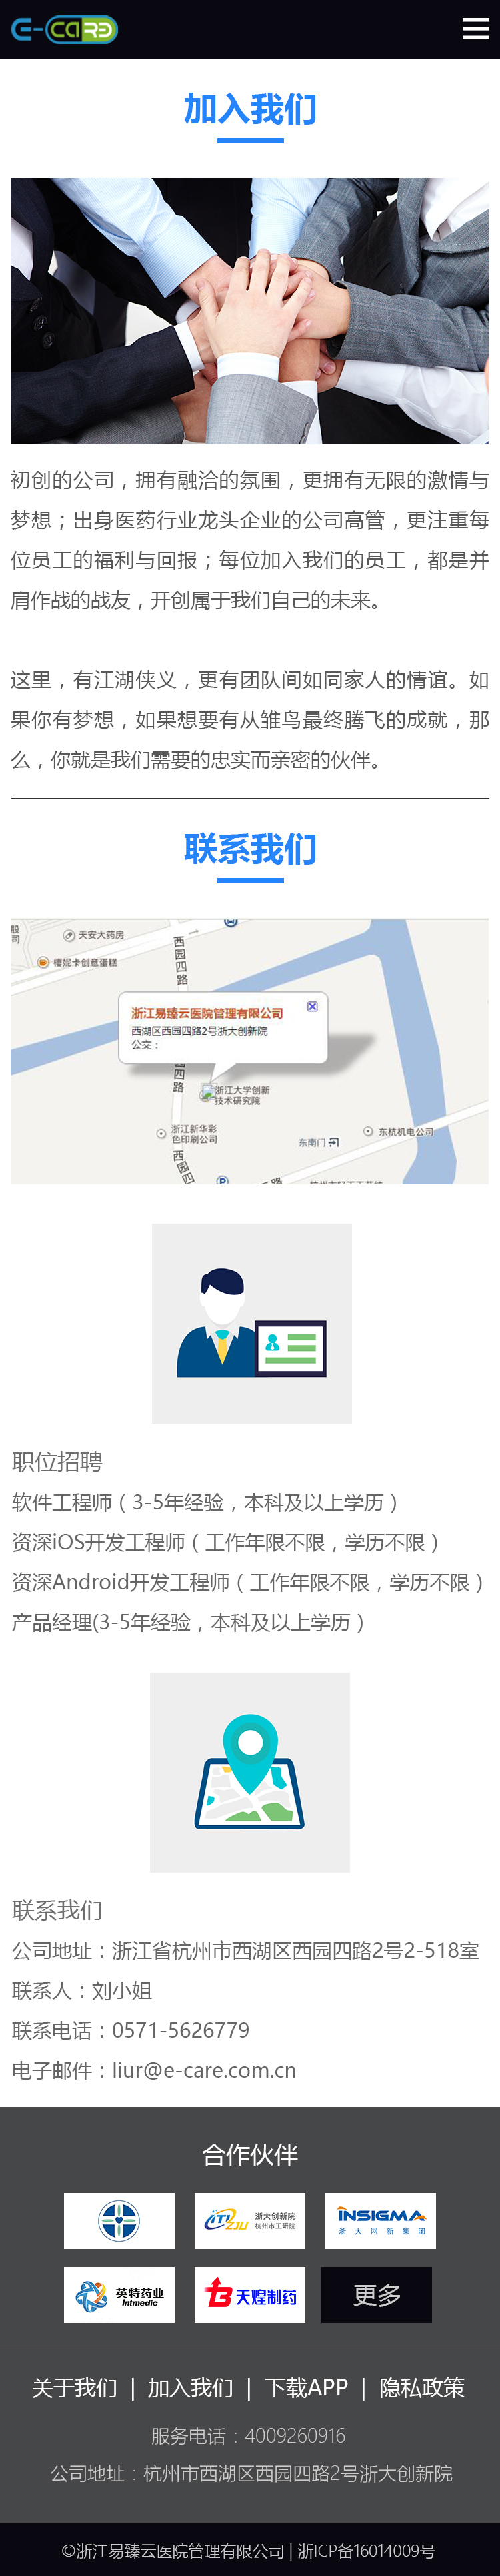 e-care
加入我们
初创的公司，拥有融洽的氛围，更拥有无限的激情与
梦想；出身医药行业龙头企业的公司高管，更注重每
位员工的福利与回报；每位加入我们的员工，都是并
肩作战的战友，开创属于我们自己的未来。
这里，有江湖侠义，更有团队间如同家人的情谊。如
果你有梦想，如果想要有从雏鸟最终腾飞的成就，那
么，你就是我们需要的忠实而亲密的伙伴。
联系我们
股
司
天安大药房
樱妮卡创意蛋糕
西园四路
浙江易臻云医院管理有限公司
西湖区西园四路2号浙大创新院
公交：
四路
浙江大学创新
技术研究院
浙江新华彩
色印刷公司
东南门
东杭机电公司
西园
路
职位招聘
软件工程师（3-5年经验，本科及以上学历）
资深iOS开发工程师（工作年限不限，学历不限）
资深Android开发工程师（工作年限不限，学历不限）
产品经理(3-5年经验，本科及以上学历）
联系我们
公司地址：浙江省杭州市西湖区西园四路2号2-518室
联系人：刘小姐
联系电话：0571-5626779
电子邮件：liur@e-care.com.cn
合作伙伴
ITI ZJU 浙大创新院
杭州市工研院
INSIGMA
浙大网新集团
英特药业
Intmedic
天煌制药
更多
关于我们 | 加入我们 | 下载APP | 隐私政策
服务电话：4009260916
公司地址：杭州市西湖区西园四路2号浙大创新院
©浙江易臻云医院管理有限公司 | 浙ICP备16014009号